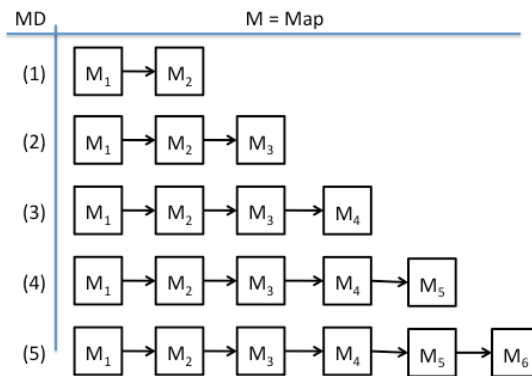 MD M = Map
(1) M₁ M₂
(2) M₁ M₂ M₃
(3) M₁ M₂ M₃ M₄
(4) M₁ M₂ M₃ M₄ M₅
(5) M₁ M₂ M₃ M₄ M₅ M₆